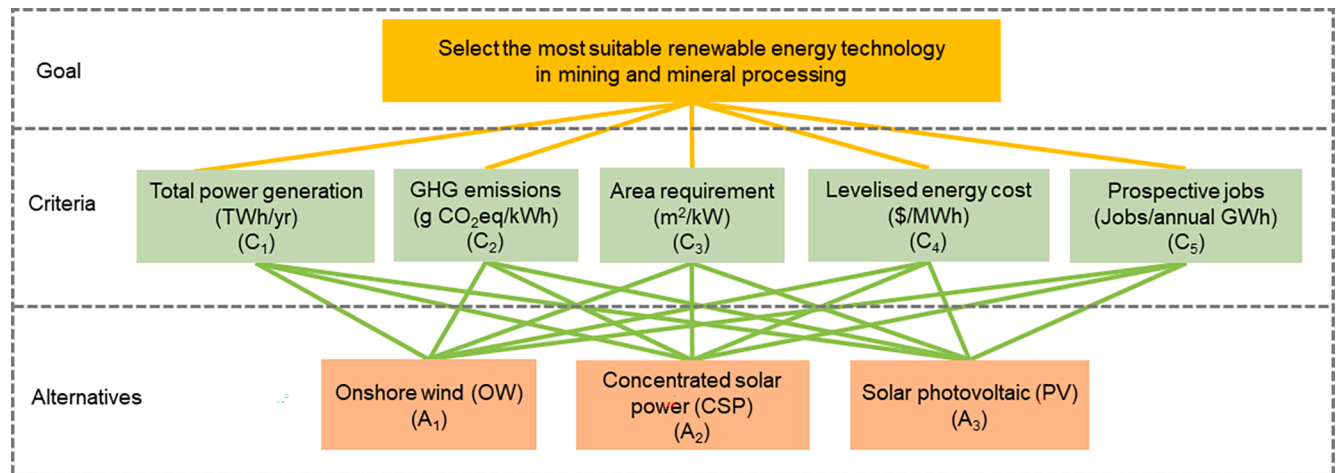 Goal
Select the most suitable renewable energy technology
in mining and mineral processing
Criteria
Total power generation
(TWh/yr)
(C₁)
GHG emissions
(g CO₂eq/kWh)
(C₂)
Area requirement
(m²/kW)
(C₃)
Levelised energy cost
($/MWh)
(C₄)
Prospective jobs
(Jobs/annual GWh)
(C₅)
Alternatives
Onshore wind (OW)
(A₁)
Concentrated solar
power (CSP)
(A₂)
Solar photovoltaic (PV)
(A₃)